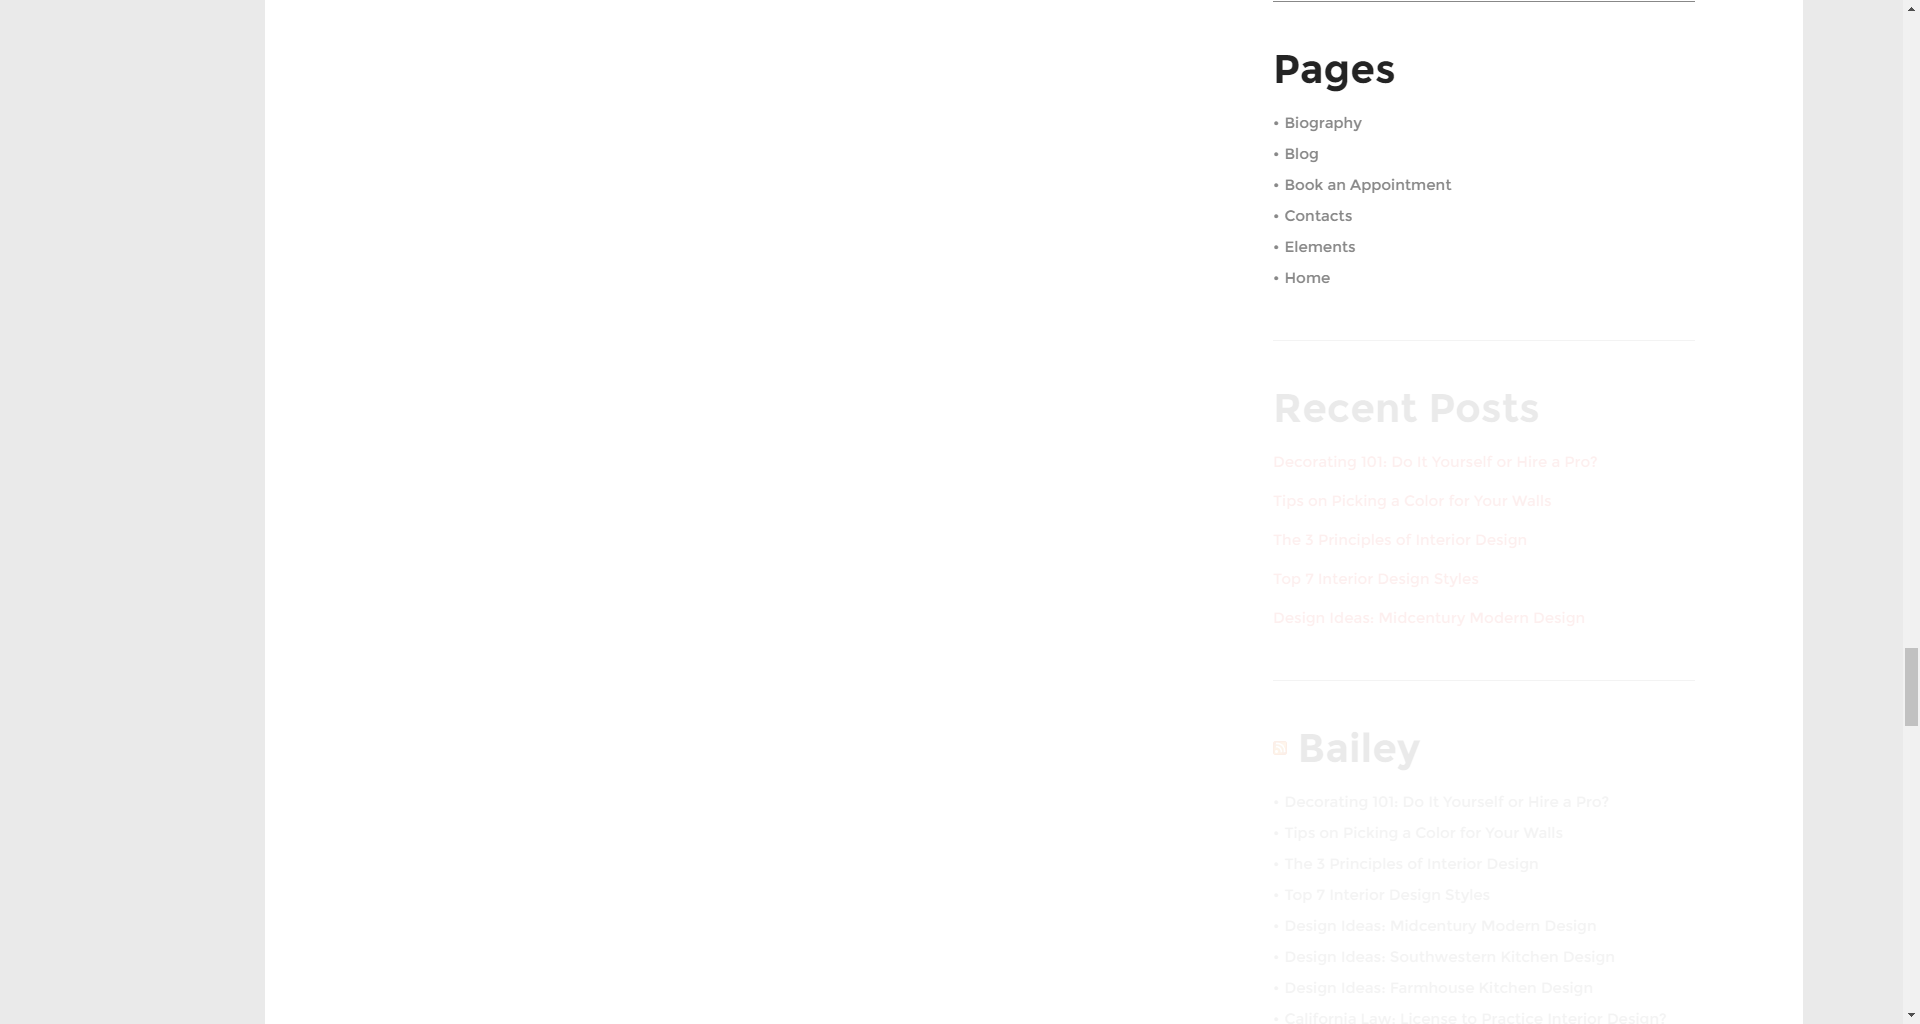 Pages
• Biography
• Blog
• Book an Appointment
• Contacts
• Elements
• Home
Recent Posts
Decorating 101: Do It Yourself or Hire a Pro?
Tips on Picking a Color for Your Walls
The 3 Principles of Interior Design
Top 7 Interior Design Styles
Design Ideas: Midcentury Modern Design
Bailey
• Decorating 101: Do It Yourself or Hire a Pro?
• Tips on Picking a Color for Your Walls
• The 3 Principles of Interior Design
• Top 7 Interior Design Styles
• Design Ideas: Midcentury Modern Design
• Design Ideas: Southwestern Kitchen Design
• Design Ideas: Farmhouse Kitchen Design
• California Law: License to Practice Interior Design?